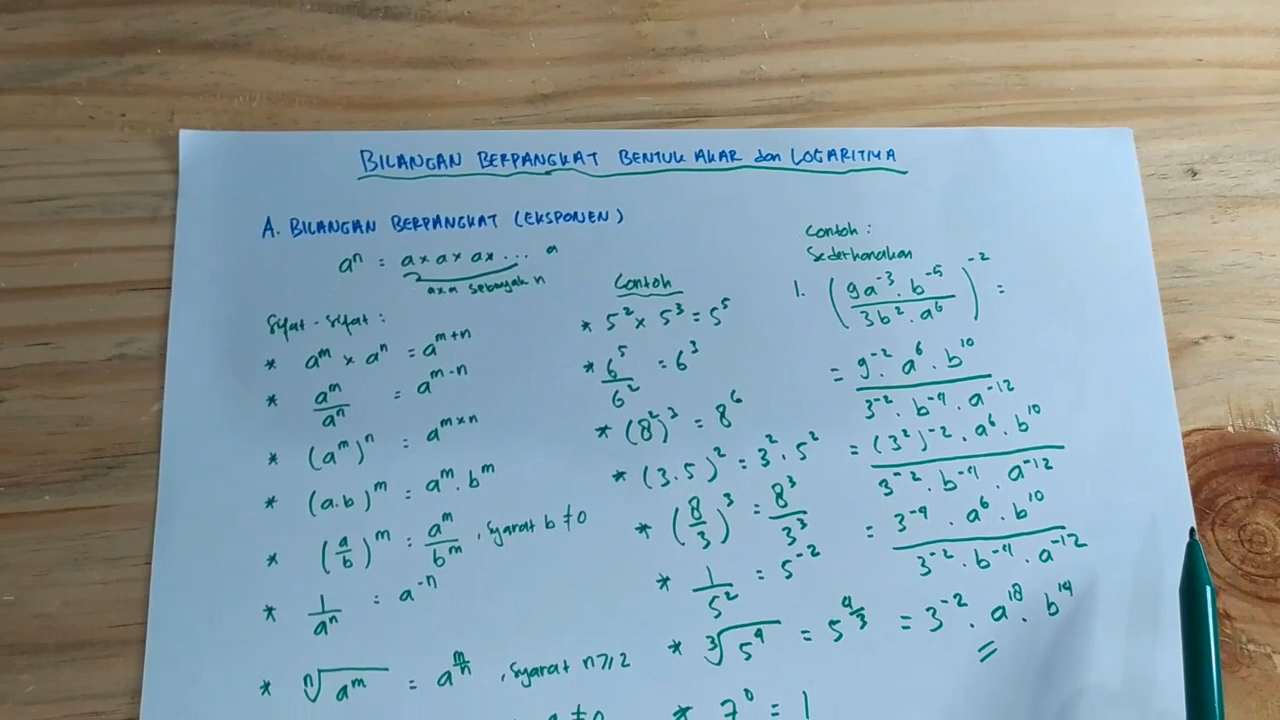 BILANGAN BERPANGKAT BENTUK AKAR dan LOGARITMA
A. BILANGAN BERPANGKAT (EKSPONEN)
aⁿ = a × a × a × ... a
axa sebanyak n
Sifat-sifat:
* aᵐ × aⁿ = aᵐ⁺ⁿ
* aᵐ/aⁿ = aᵐ⁻ⁿ
* (aᵐ)ⁿ = a^(m×n)
* (a.b)ᵐ = aᵐ . bᵐ
* (a/b)ᵐ = aᵐ/bᵐ, syarat b ≠ 0
* 1/aⁿ = a⁻ⁿ
* ⁿ√(aᵐ) = a^(m/n), syarat n ≥ 2
a ≠ 0
Contoh
* 5² × 5³ = 5⁵
* 6⁵/6² = 6³
* (8²)³ = 8⁶
* (3.5)² = 3² . 5²
* (8/3)³ = 8³/3³
* 1/5² = 5⁻²
* ³√(5⁴) = 5^(4/3)
* 7⁰ = 1
Contoh :
Sederhanakan
1. (9a⁻³ . b⁻⁵ / 3b² . a⁶)⁻² =
= 9⁻² . a⁶ . b¹⁰ / 3⁻² . b⁻⁴ . a⁻¹²
= (3²)⁻² . a⁶ . b¹⁰ / 3⁻² . b⁻⁴ . a⁻¹²
= 3⁻⁴ . a⁶ . b¹⁰ / 3⁻² . b⁻⁴ . a⁻¹²
= 3⁻² . a¹⁸ . b¹⁴